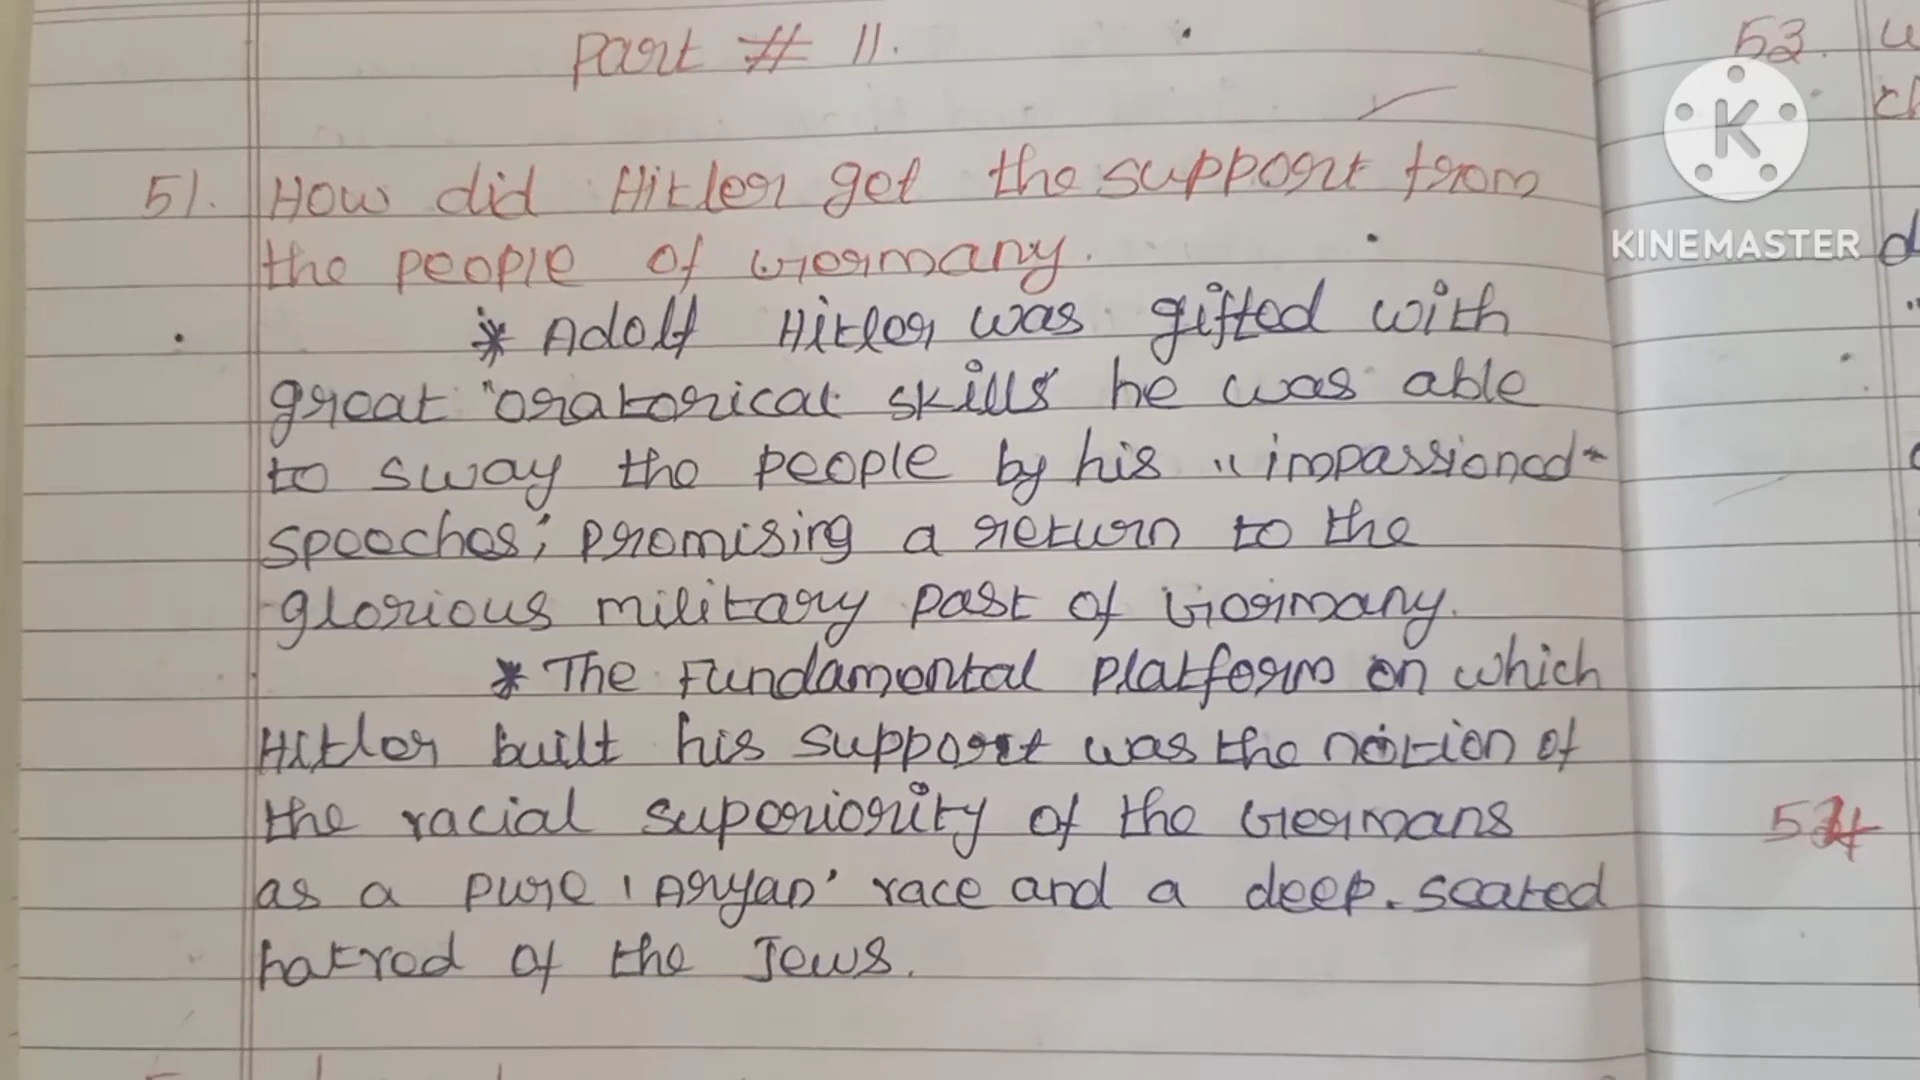 Part # 11.
51. How did Hitler get the support from
the people of Germany.
* Adolf Hitler was gifted with
great "oratorical skills he was able
to sway the people by his "impassioned-
speeches; promising a return to the
glorious military past of Germany.
* The Fundamental Platform on which
Hitler built his support was the notion of
the racial superiority of the Germans
as a pure 'Aryan' race and a deep-seated
hatred of the Jews.
53.
KINEMASTER
54